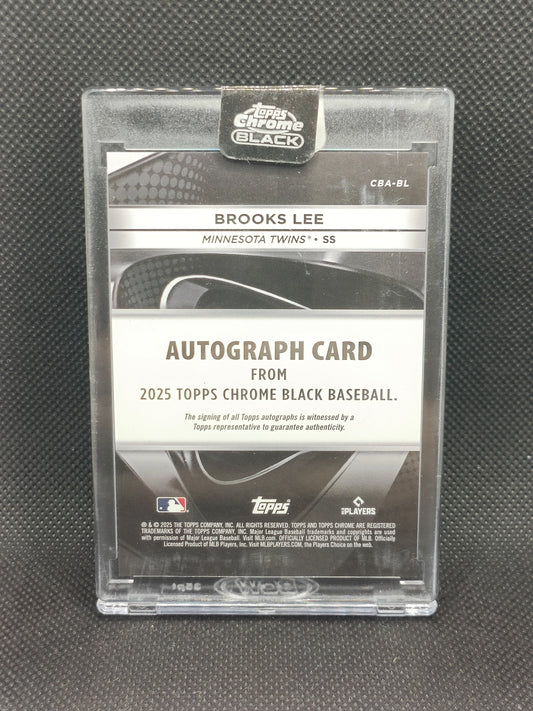 Topps
Chrome
BLACK
CBA-BL
BROOKS LEE
MINNESOTA TWINS® • SS
AUTOGRAPH CARD
FROM
2025 TOPPS CHROME BLACK BASEBALL.
The signing of all Topps autographs is witnessed by a
Topps representative to guarantee authenticity.
Topps
MLB PLAYERS
® & © 2025 THE TOPPS COMPANY, INC. ALL RIGHTS RESERVED. TOPPS AND TOPPS CHROME ARE REGISTERED
TRADEMARKS OF THE TOPPS COMPANY, INC. Major League Baseball trademarks and copyrights are used
with permission of Major League Baseball. Visit MLB.com. OFFICIALLY LICENSED PRODUCT OF MLB. Officially
Licensed Product of MLB Players, Inc. Visit MLBPLAYERS.com, the Players Choice on the web.
35pt